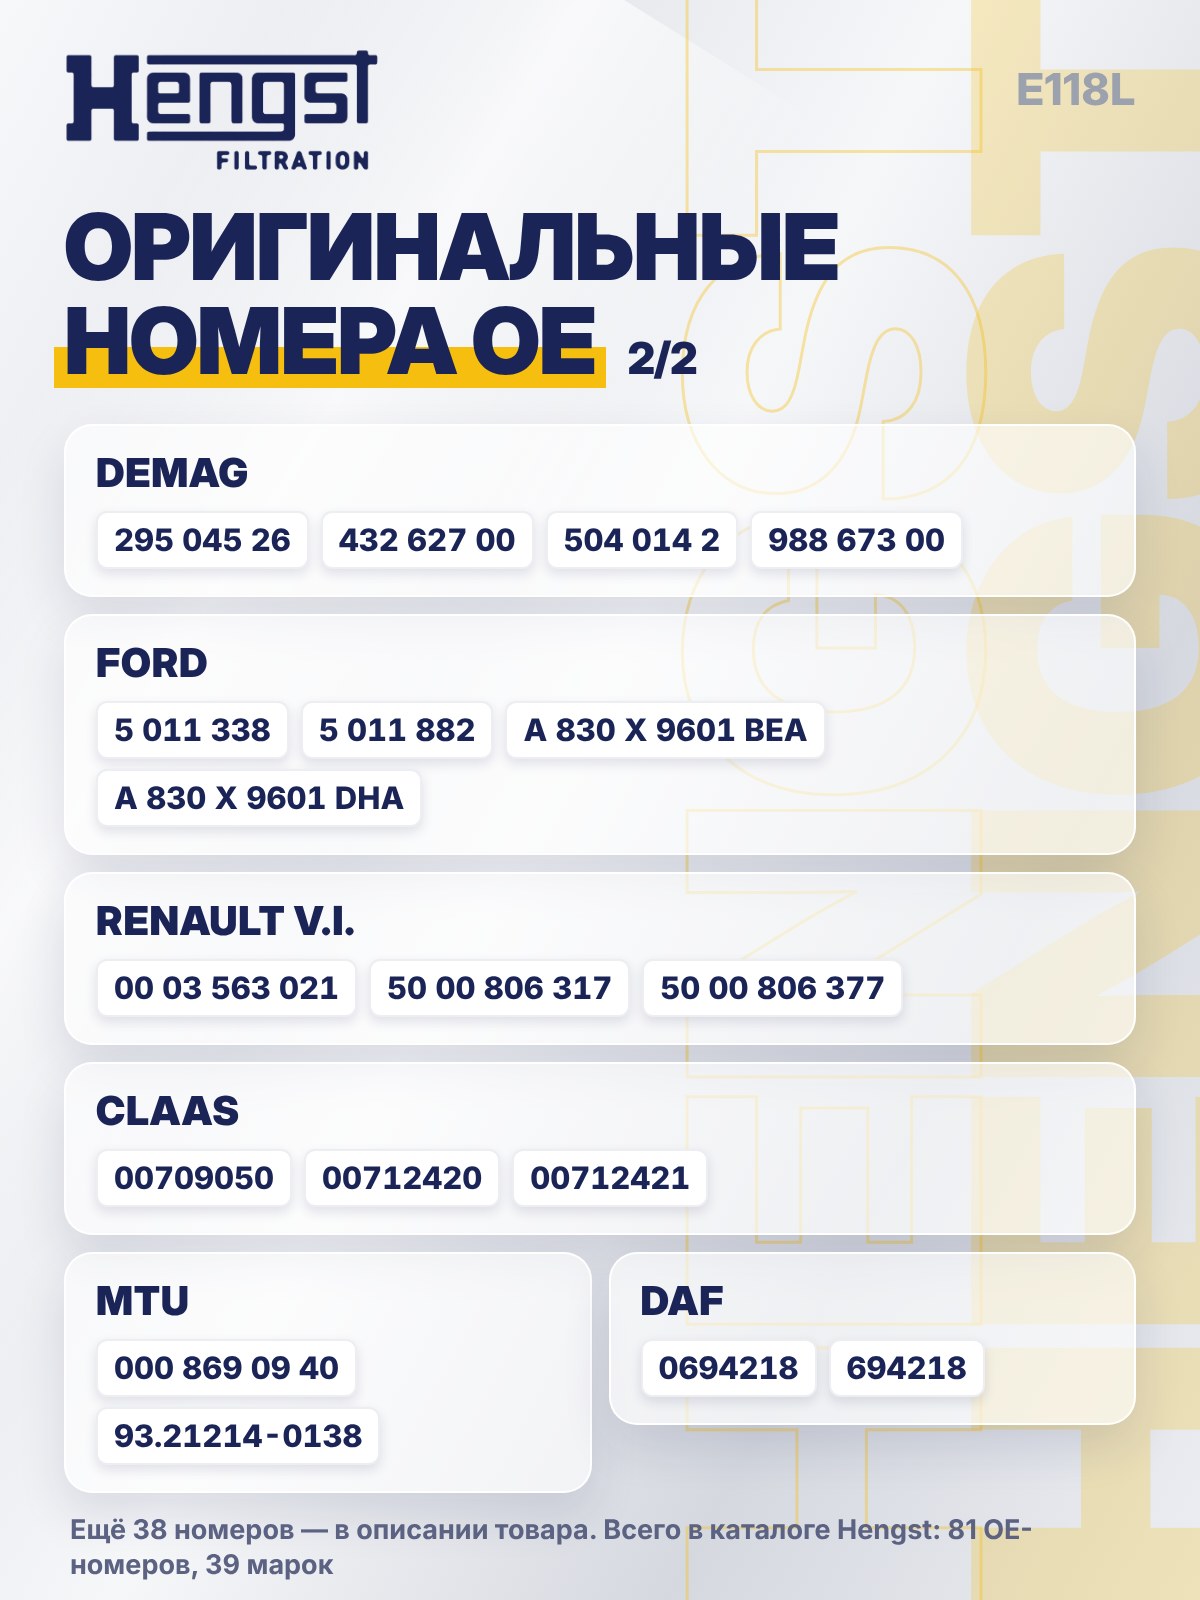 Hengst
FILTRATION
E118L
ОРИГИНАЛЬНЫЕ
НОМЕРА OE 2/2
DEMAG
295 045 26 432 627 00 504 014 2 988 673 00
FORD
5 011 338 5 011 882 A 830 X 9601 BEA
A 830 X 9601 DHA
RENAULT V.I.
00 03 563 021 50 00 806 317 50 00 806 377
CLAAS
00709050 00712420 00712421
MTU
000 869 09 40
93.21214-0138
DAF
0694218 694218
Ещё 38 номеров — в описании товара. Всего в каталоге Hengst: 81 OE-
номеров, 39 марок
HENGST
HENGST